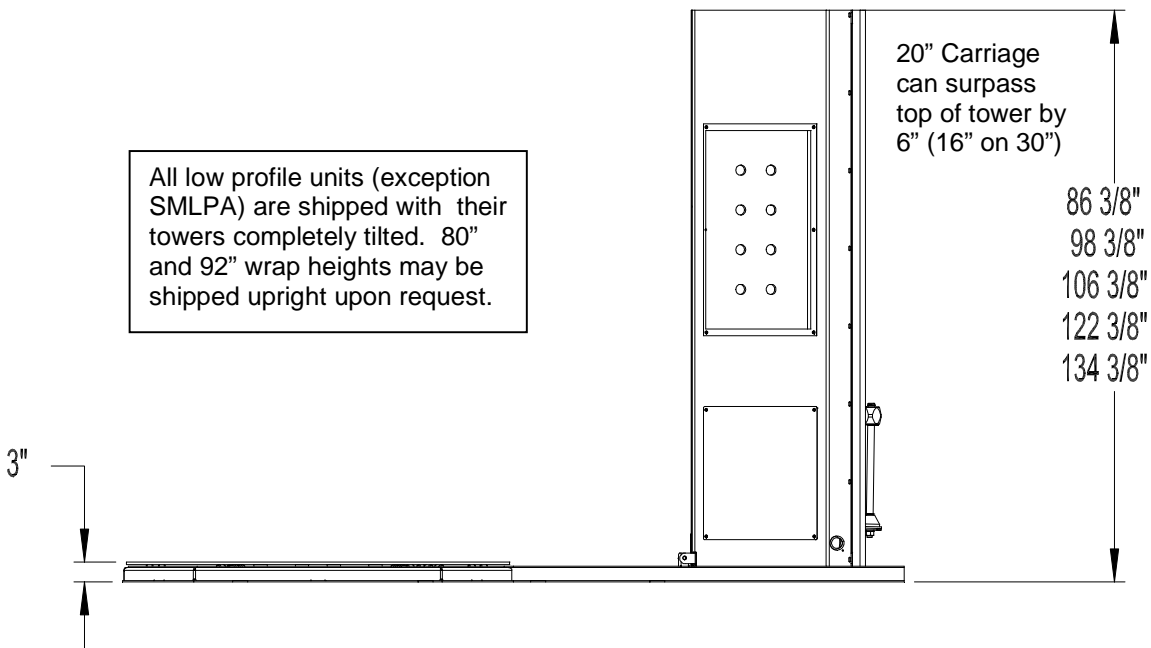 20” Carriage
can surpass
top of tower by
6” (16” on 30”)
All low profile units (exception
SMLPA) are shipped with their
towers completely tilted. 80”
and 92” wrap heights may be
shipped upright upon request.
86 3/8"
98 3/8"
106 3/8"
122 3/8"
134 3/8"
3"